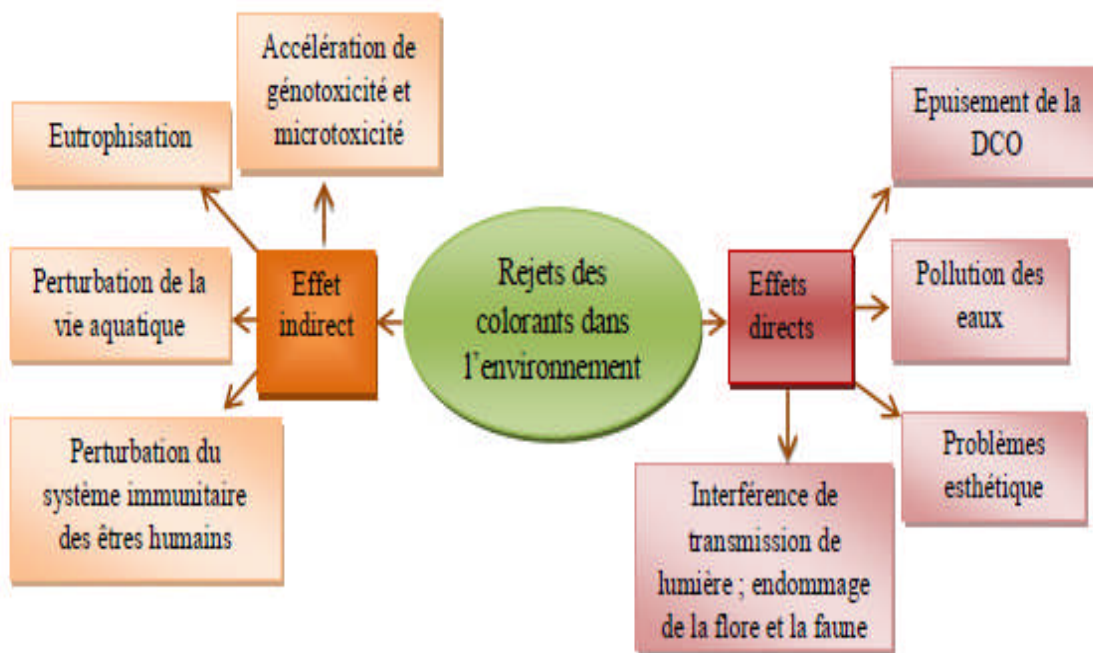 Accélération de
génotoxicité et
microtoxicité
Eutrophisation
Perturbation de la
vie aquatique
Perturbation du
système immunitaire
des êtres humains
Effet
indirect
Rejets des
colorants dans
l'environnement
Effets
directs
Epuisement de la
DCO
Pollution des
eaux
Problèmes
esthétique
Interférence de
transmission de
lumière ; endommage
de la flore et la faune